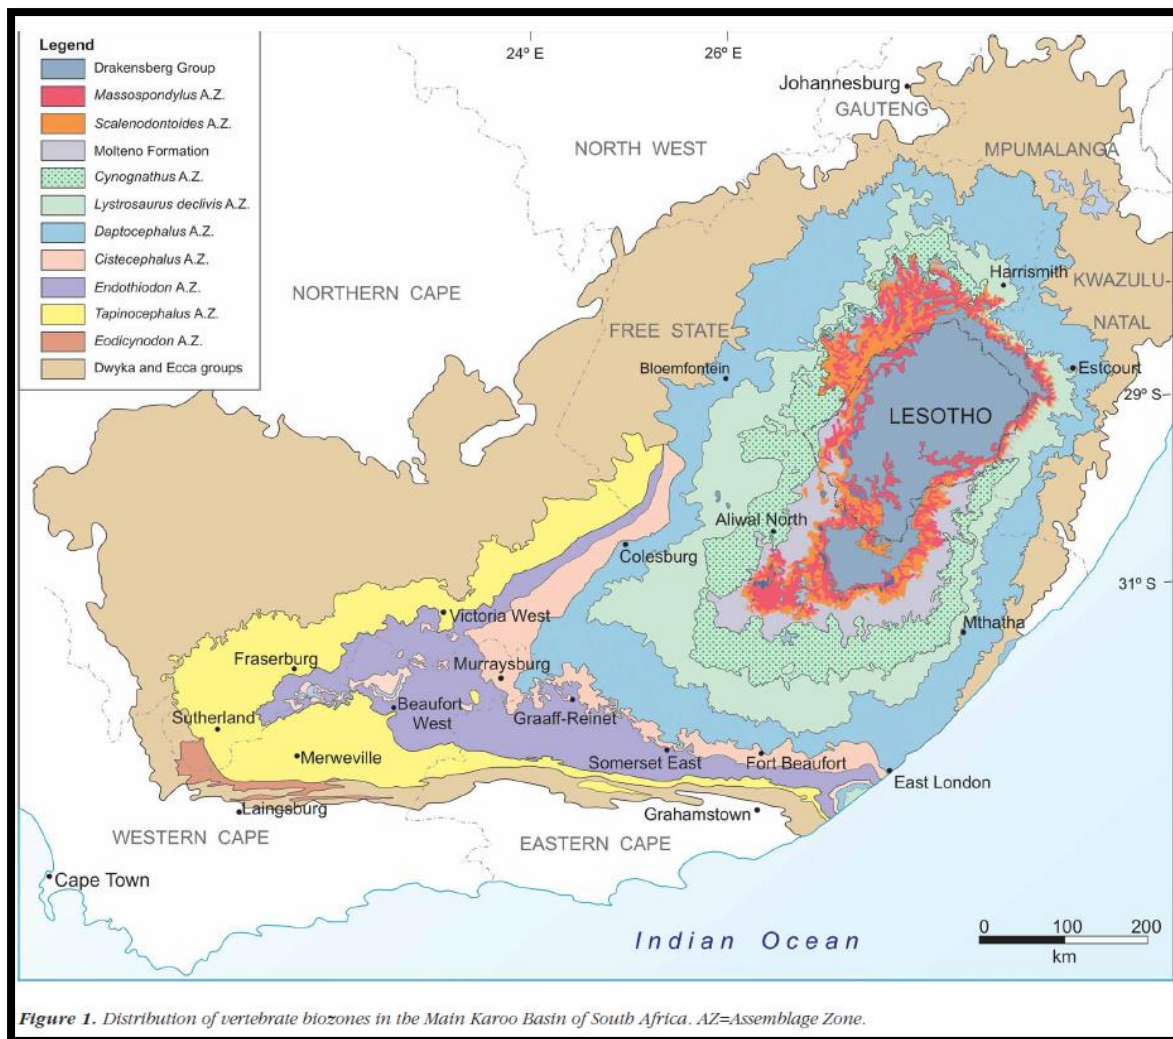 Legend
Drakensberg Group
Massospondylus A.Z.
Scalenodontoides A.Z.
Molteno Formation
Cynognathus A.Z.
Lystrosaurus declivis A.Z.
Daptocephalus A.Z.
Cistecephalus A.Z.
Endothiodon A.Z.
Tapinocephalus A.Z.
Eodicynodon A.Z.
Dwyka and Ecca groups
24° E
26° E
Johannesburg
GAUTENG
NORTH WEST
MPUMALANGA
NORTHERN CAPE
Harrismith
KWAZULU-
NATAL
FREE STATE
Bloemfontein
Estcourt
29° S
LESOTHO
Aliwal North
Colesburg
31° S
Mthatha
Victoria West
Fraserburg
Murraysburg
Beaufort
West
Graaff-Reinet
Sutherland
Merweville
Somerset East
Fort Beaufort
East London
Laingsburg
Grahamstown
WESTERN CAPE
EASTERN CAPE
Cape Town
Indian Ocean
0 100 200
km
Figure 1. Distribution of vertebrate biozones in the Main Karoo Basin of South Africa. AZ=Assemblage Zone.